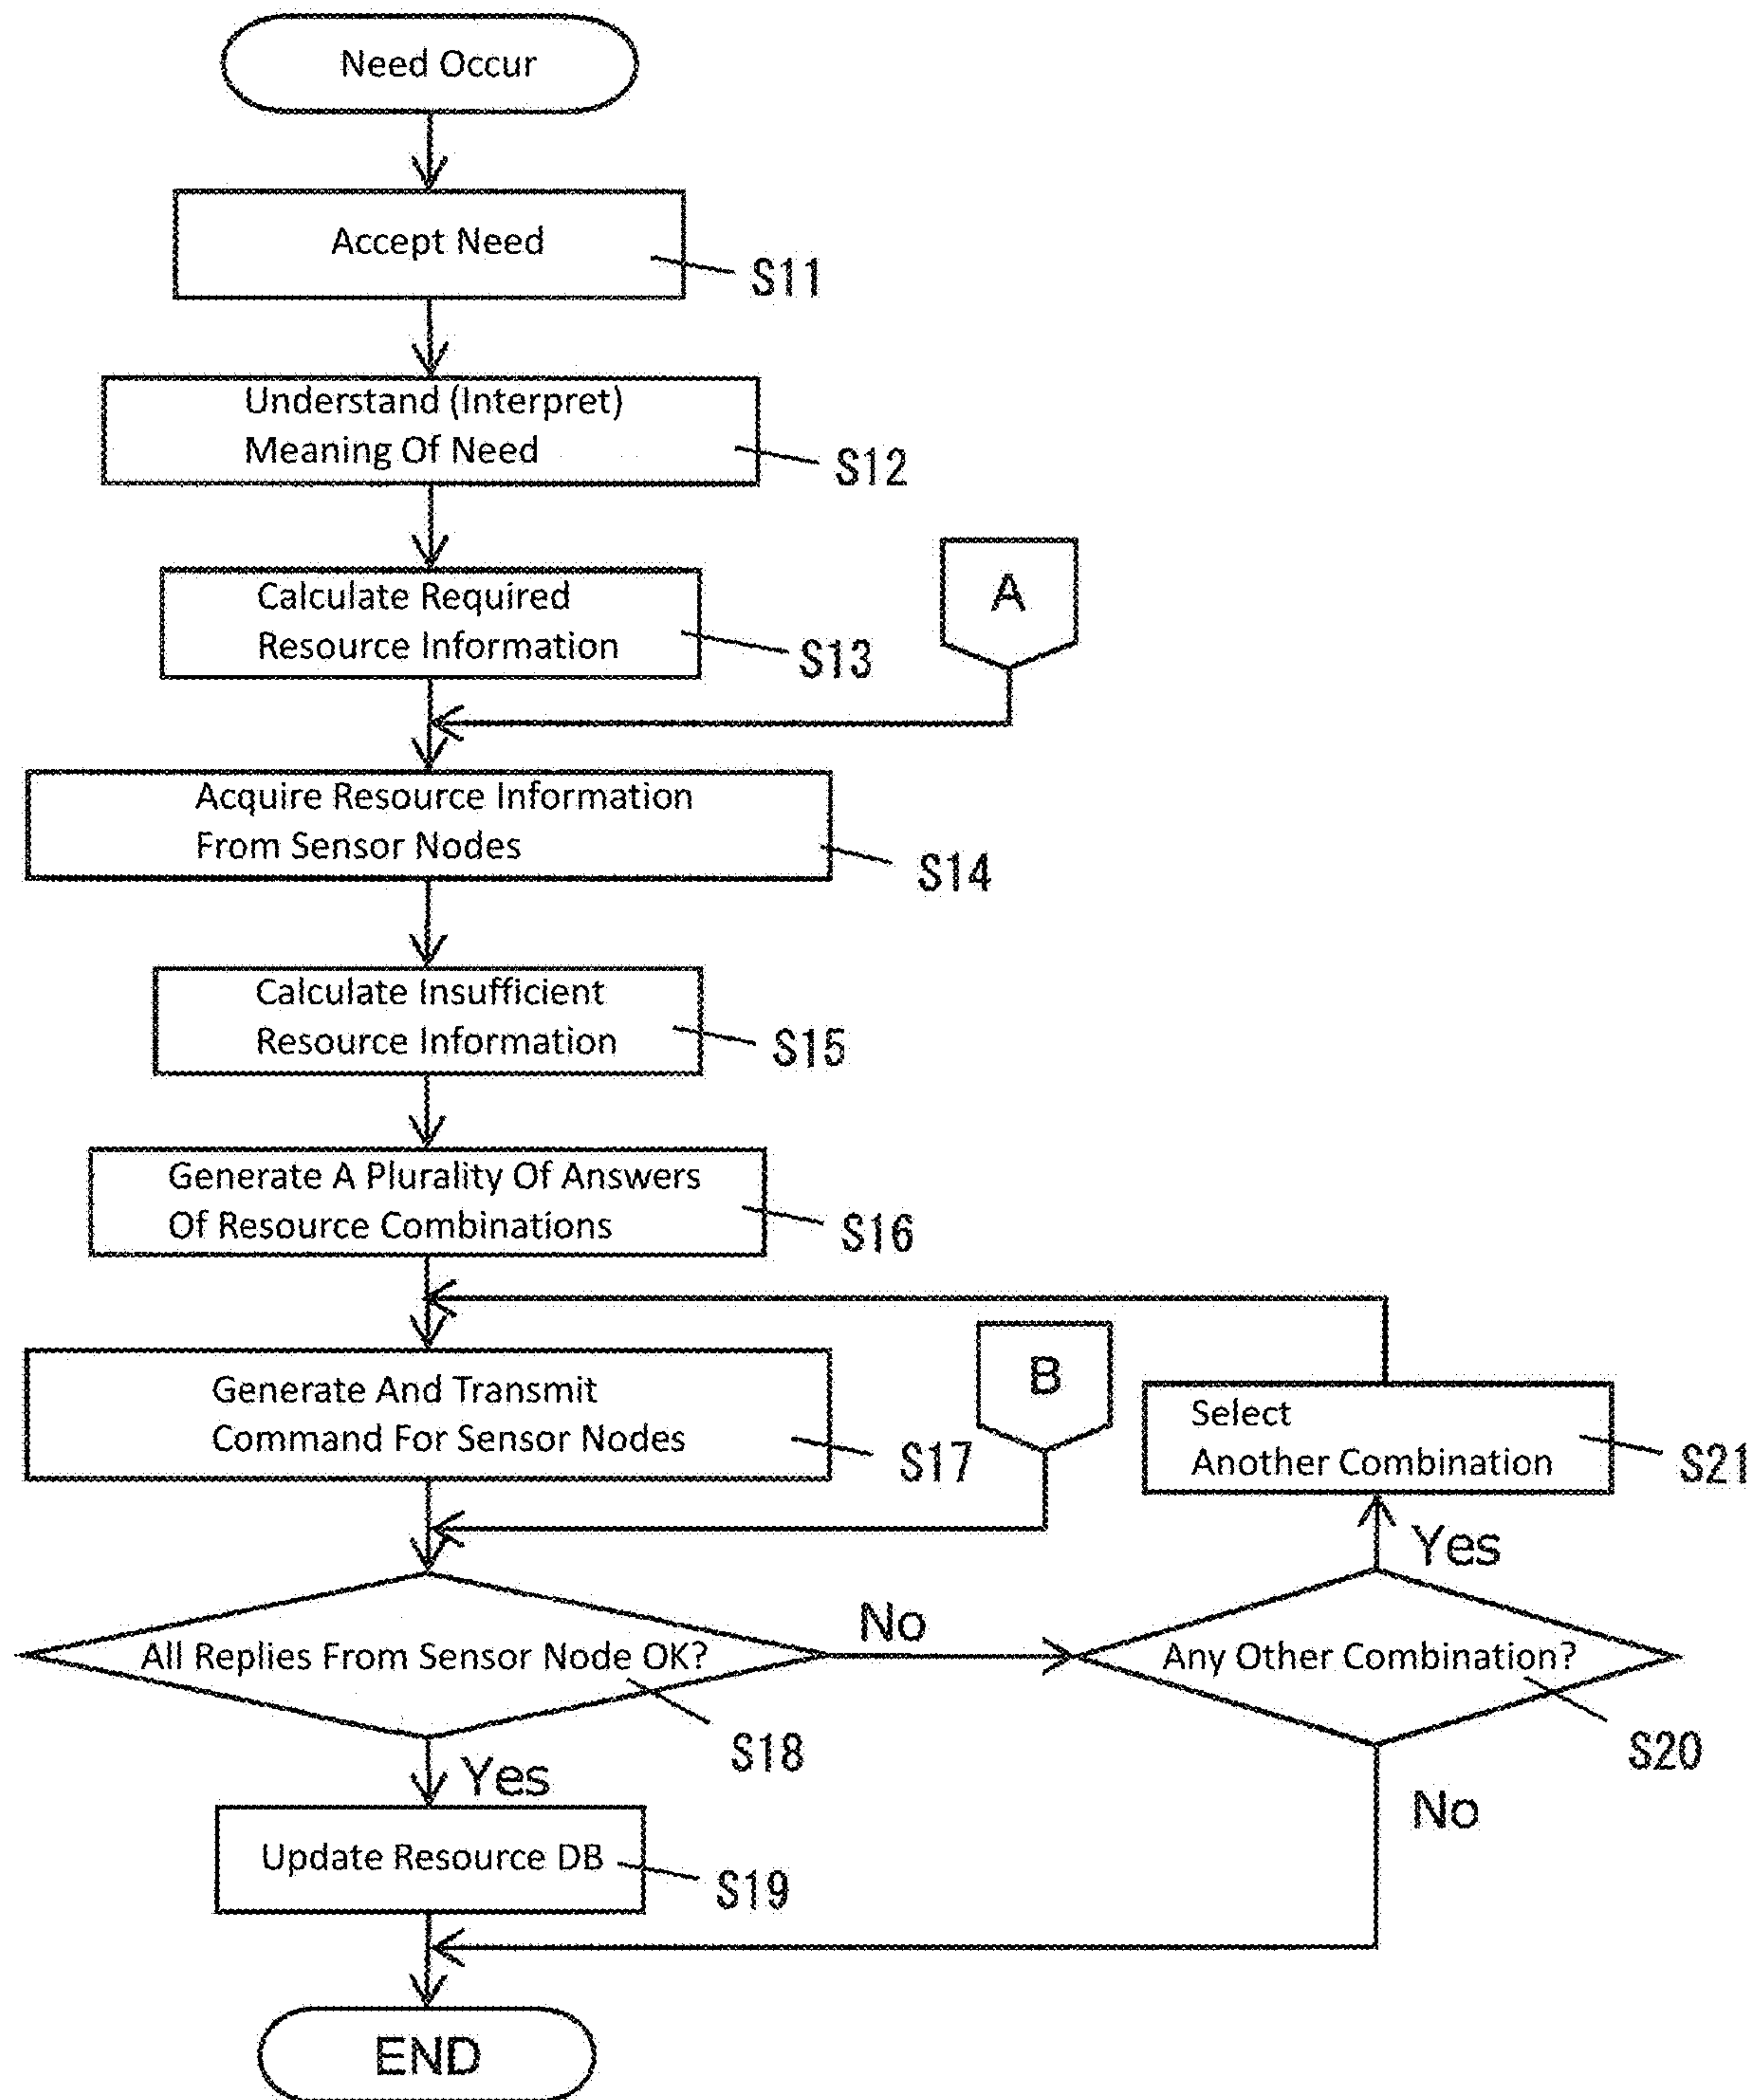 Need Occur
Accept Need
S11
Understand (Interpret)
Meaning Of Need
S12
Calculate Required
Resource Information
S13
A
Acquire Resource Information
From Sensor Nodes
S14
Calculate Insufficient
Resource Information
S15
Generate A Plurality Of Answers
Of Resource Combinations
S16
Generate And Transmit
Command For Sensor Nodes
S17
B
Select
Another Combination
S21
Yes
All Replies From Sensor Node OK?
S18
No
Any Other Combination?
S20
Yes
No
Update Resource DB
S19
END